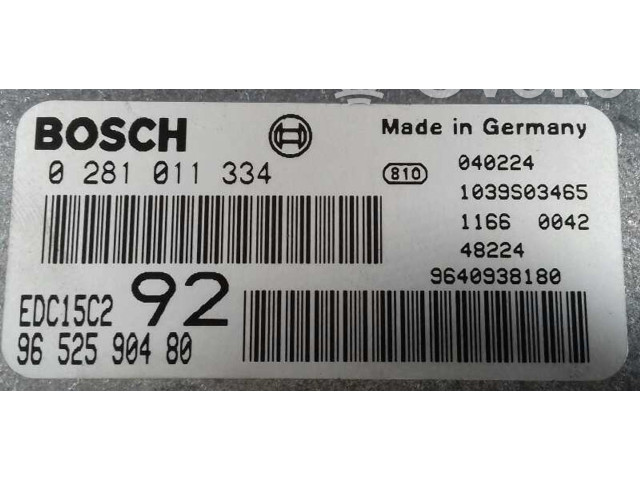 BOSCH
Made in Germany
0 281 011 334
810
040224
1039S03465
1166 0042
48224
9640938180
EDC15C2
92
96 525 904 80